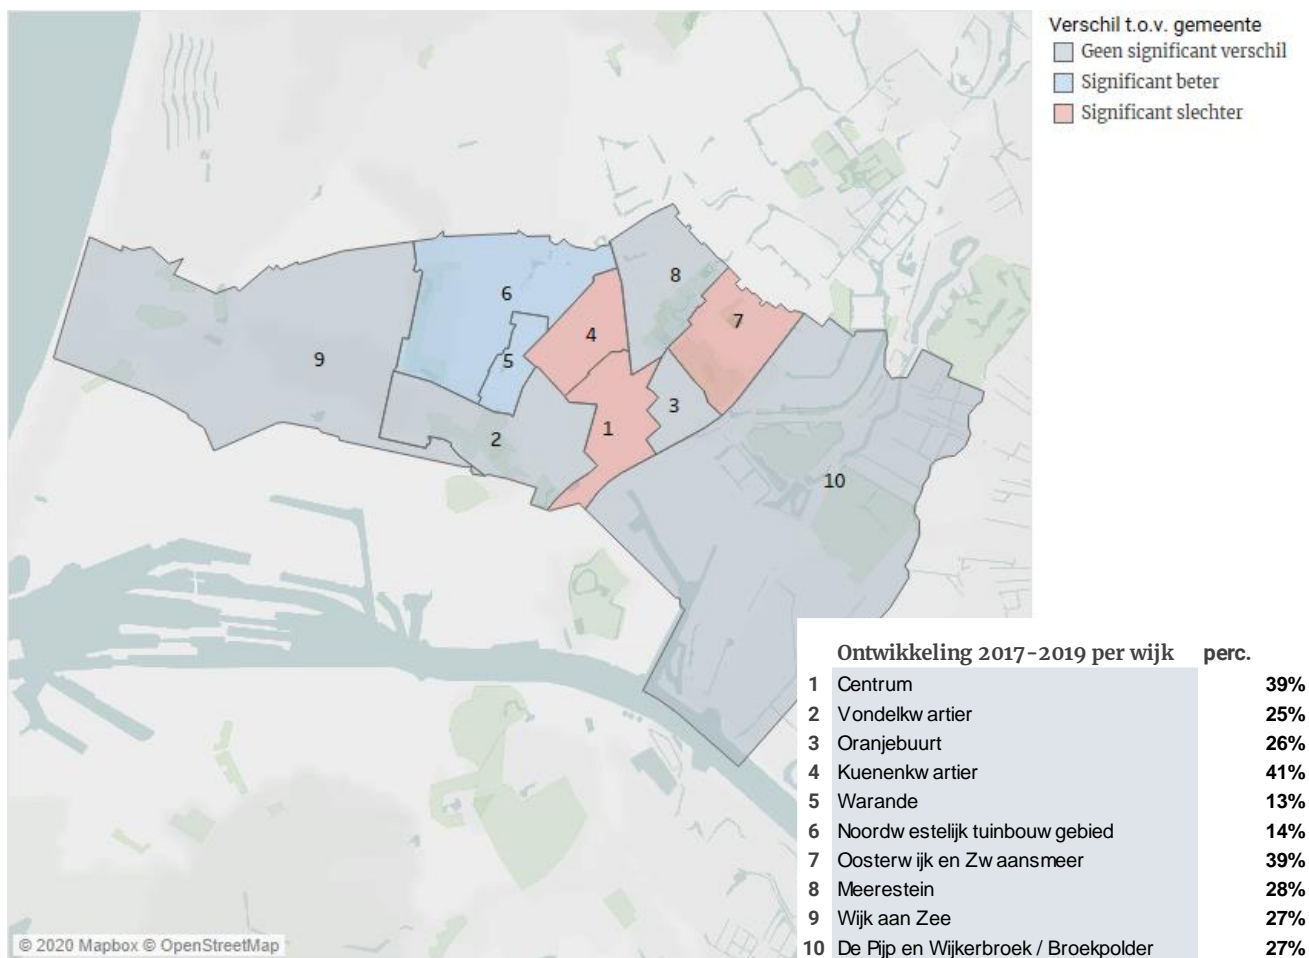 Verschil t.o.v. gemeente
Geen significant verschil
Significant beter
Significant slechter
8
6
7
4
5
9
3
1
2
10
Ontwikkeling 2017-2019 per wijk perc.
1 Centrum 39%
2 Vondelkwartier 25%
3 Oranjebuurt 26%
4 Kuenenkwartier 41%
5 Warande 13%
6 Noordwestelijk tuinbouwgebied 14%
7 Oosterwijk en Zwaansmeer 39%
8 Meerestein 28%
9 Wijk aan Zee 27%
10 De Pijp en Wijkerbroek / Broekpolder 27%
© 2020 Mapbox © OpenStreetMap